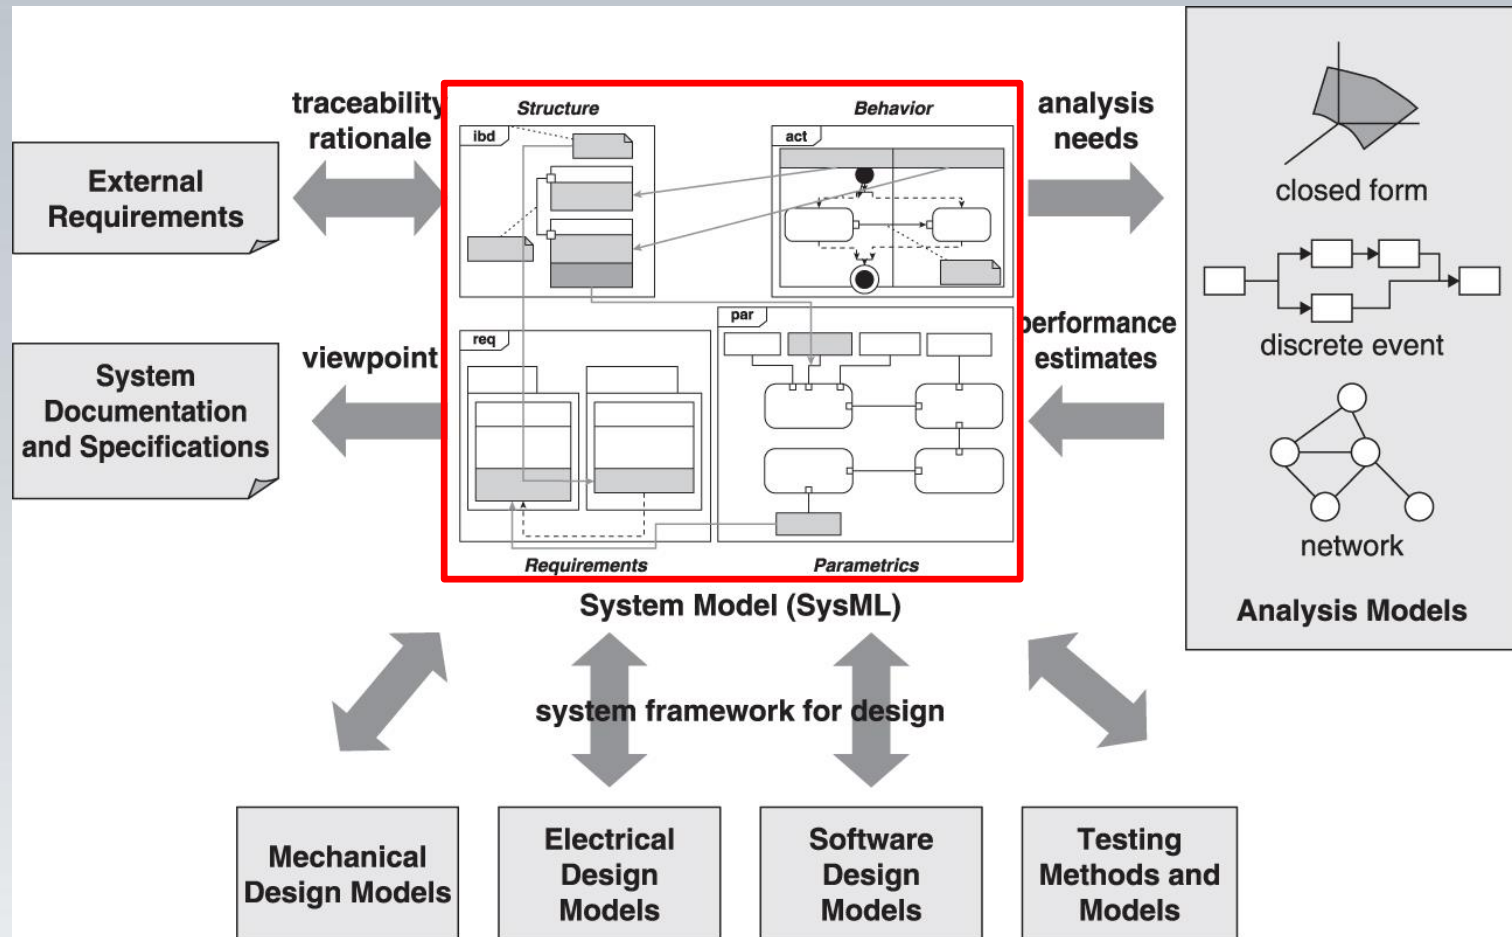 traceability
rationale
External
Requirements
System
Documentation
and Specifications
viewpoint
Structure
ibd
Behavior
act
req
par
Requirements
Parametrics
System Model (SysML)
analysis
needs
performance
estimates
closed form
discrete event
network
Analysis Models
system framework for design
Mechanical
Design Models
Electrical
Design
Models
Software
Design
Models
Testing
Methods and
Models